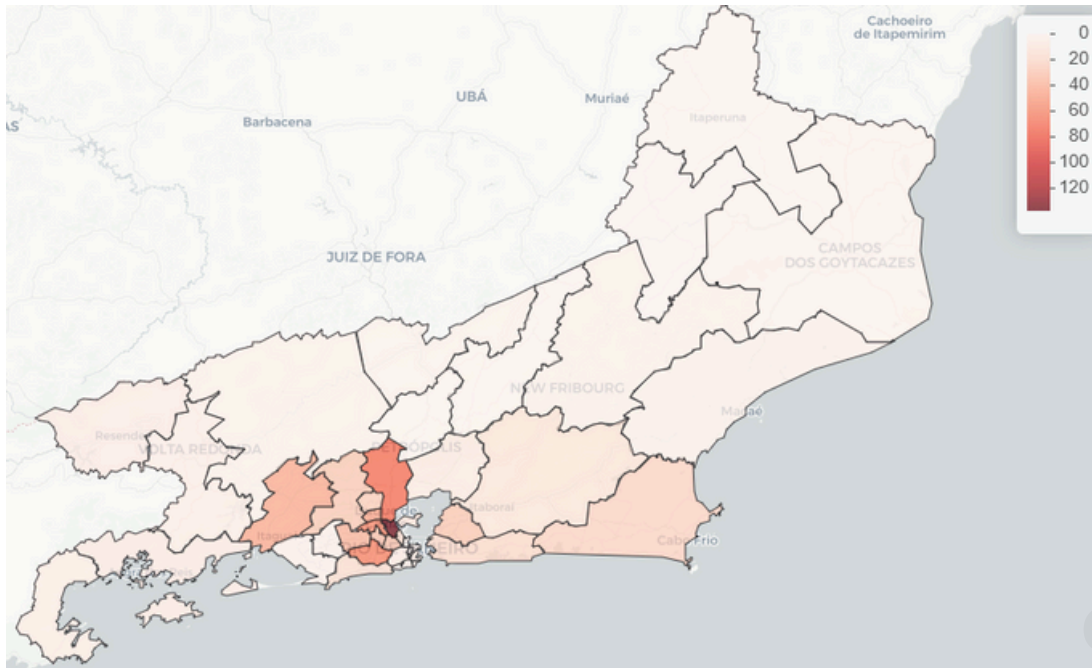 Cachoeiro
de Itapemirim
0
20
40
60
80
100
120
UBÁ
Muriaé
Barbacena
AS
Itaperuna
JUIZ DE FORA
CAMPOS
DOS GOYTACAZES
NEW FRIBOURG
Macaé
Resende
VOLTA REDONDA
PETRÓPOLIS
Itaboraí
Cabo Frio